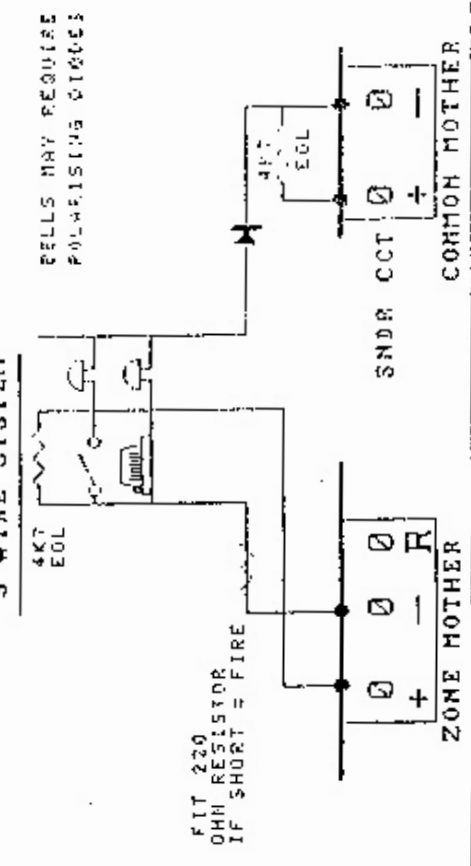 3 WIRE SYSTEM
BELLS MAY REQUIRE
POLARISING DIODES
4K7
EOL
4K7
EOL
FIT 220
OHM RESISTOR
IF SHORT = FIRE
SNDR CCT
+ −
COMMON MOTHER
+ − R
ZONE MOTHER